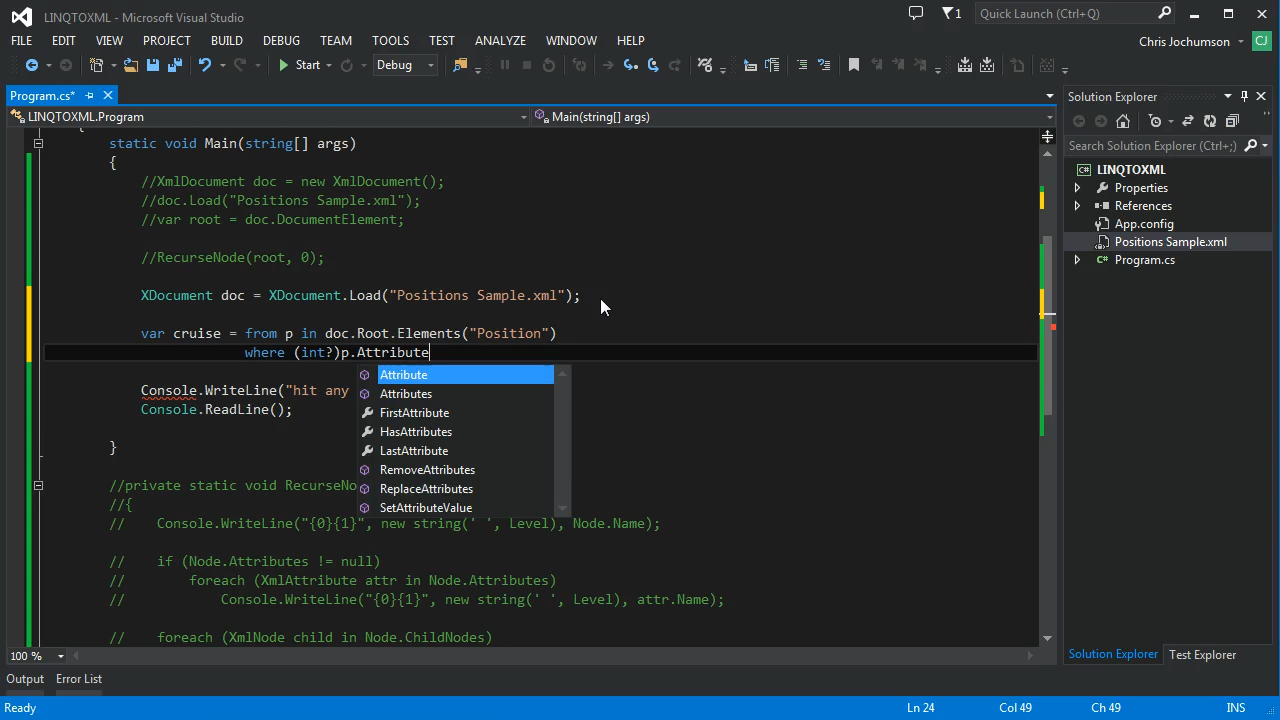 LINQTOXML - Microsoft Visual Studio
1
Quick Launch (Ctrl+Q)
FILE EDIT VIEW PROJECT BUILD DEBUG TEAM TOOLS TEST ANALYZE WINDOW HELP
Chris Jochumson
CJ
Start
Debug
Program.cs*
Solution Explorer
LINQTOXML.Program
Main(string[] args)
Search Solution Explorer (Ctrl+;)
LINQTOXML
Properties
References
App.config
Positions Sample.xml
Program.cs
{
static void Main(string[] args)
{
//XmlDocument doc = new XmlDocument();
//doc.Load("Positions Sample.xml");
//var root = doc.DocumentElement;
//RecurseNode(root, 0);
XDocument doc = XDocument.Load("Positions Sample.xml");
var cruise = from p in doc.Root.Elements("Position")
where (int?)p.Attribute
Attribute
Attributes
FirstAttribute
HasAttributes
LastAttribute
RemoveAttributes
ReplaceAttributes
SetAttributeValue
Console.WriteLine("hit any
Console.ReadLine();
}
//private static void RecurseNo
//{
// Console.WriteLine("{0}{1}", new string(' ', Level), Node.Name);
// if (Node.Attributes != null)
// foreach (XmlAttribute attr in Node.Attributes)
// Console.WriteLine("{0}{1}", new string(' ', Level), attr.Name);
// foreach (XmlNode child in Node.ChildNodes)
100 %
Solution Explorer Test Explorer
Output Error List
Ready
Ln 24 Col 49 Ch 49 INS